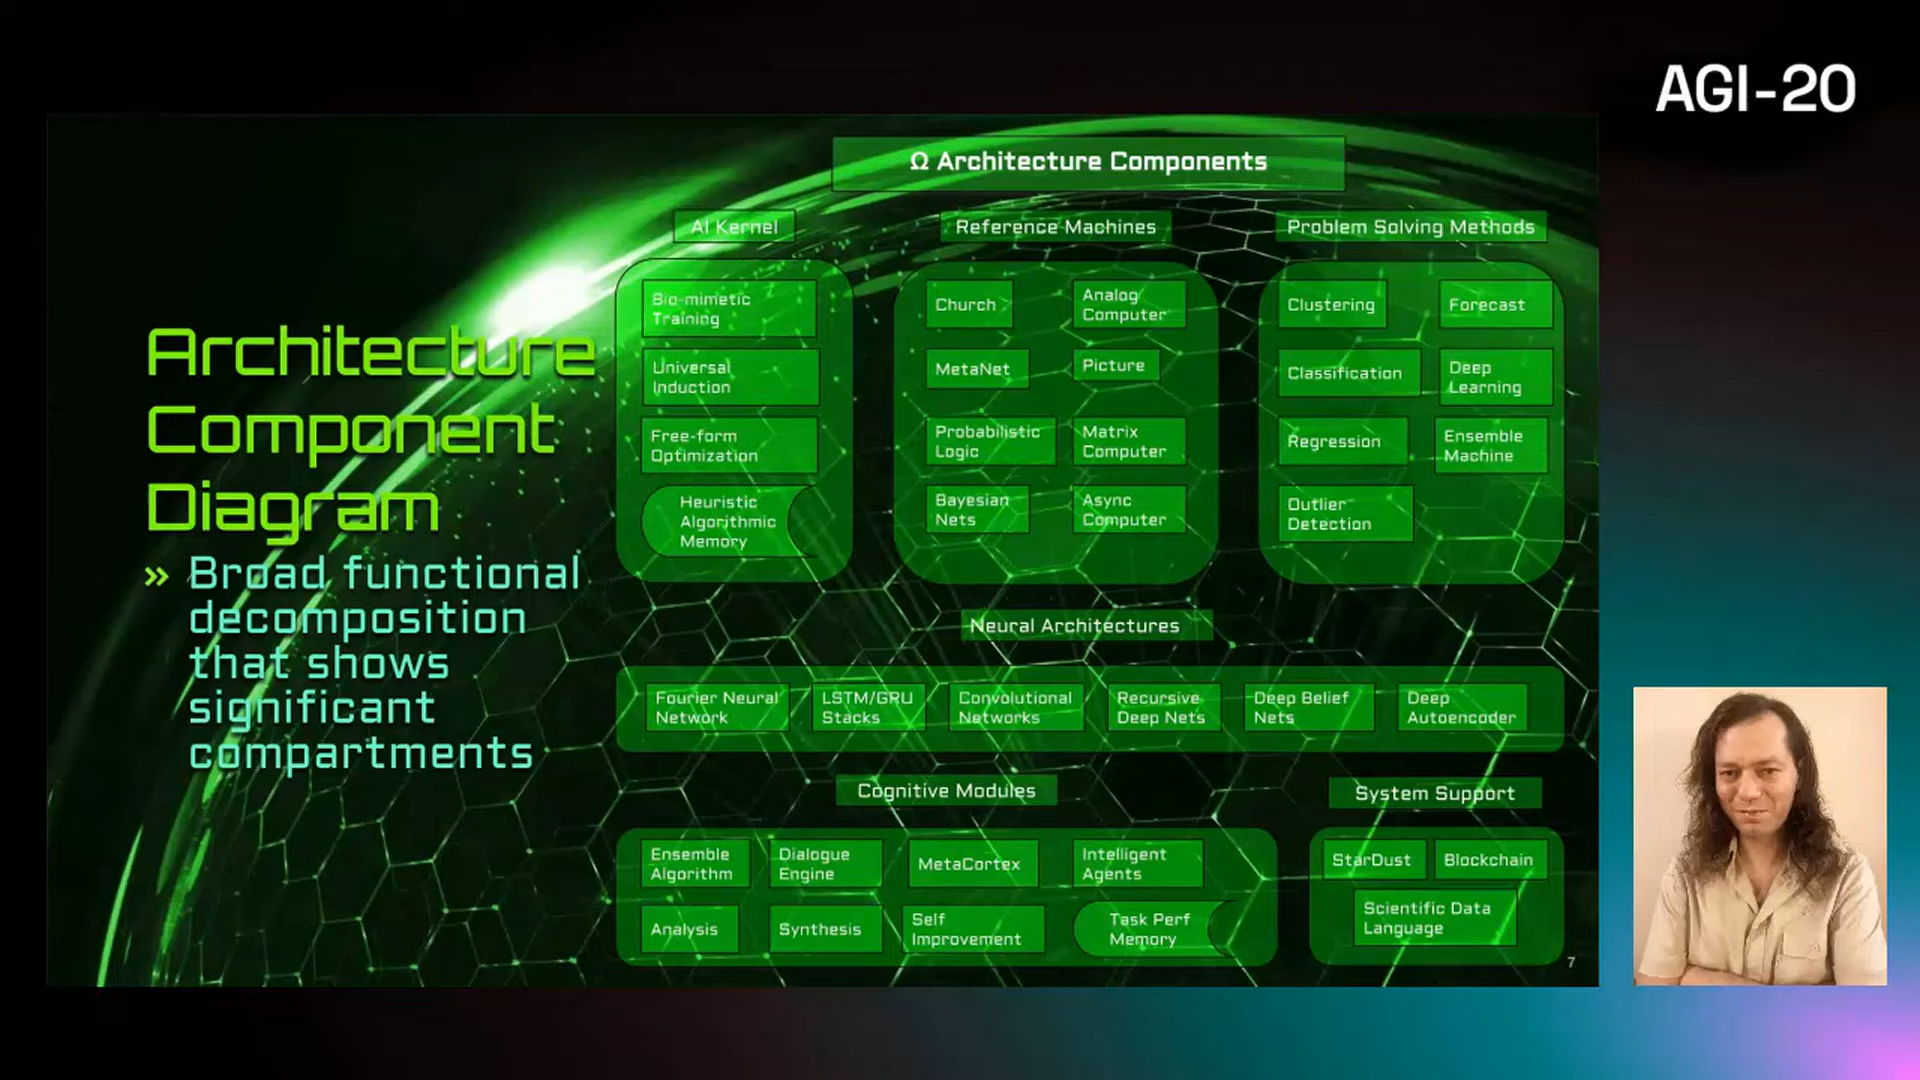 AGI-20
Ω Architecture Components
Architecture
Component
Diagram
» Broad functional
decomposition
that shows
significant
compartments
AI Kernel
Bio-mimetic
Training
Universal
Induction
Free-form
Optimization
Heuristic
Algorithmic
Memory
Reference Machines
Church
Analog
Computer
MetaNet
Picture
Probabilistic
Logic
Matrix
Computer
Bayesian
Nets
Async
Computer
Problem Solving Methods
Clustering
Forecast
Classification
Deep
Learning
Regression
Ensemble
Machine
Outlier
Detection
Neural Architectures
Fourier Neural
Network
LSTM/GRU
Stacks
Convolutional
Networks
Recursive
Deep Nets
Deep Belief
Nets
Deep
Autoencoder
Cognitive Modules
Ensemble
Algorithm
Dialogue
Engine
MetaCortex
Intelligent
Agents
Analysis
Synthesis
Self
Improvement
Task Perf
Memory
System Support
StarDust
Blockchain
Scientific Data
Language
7